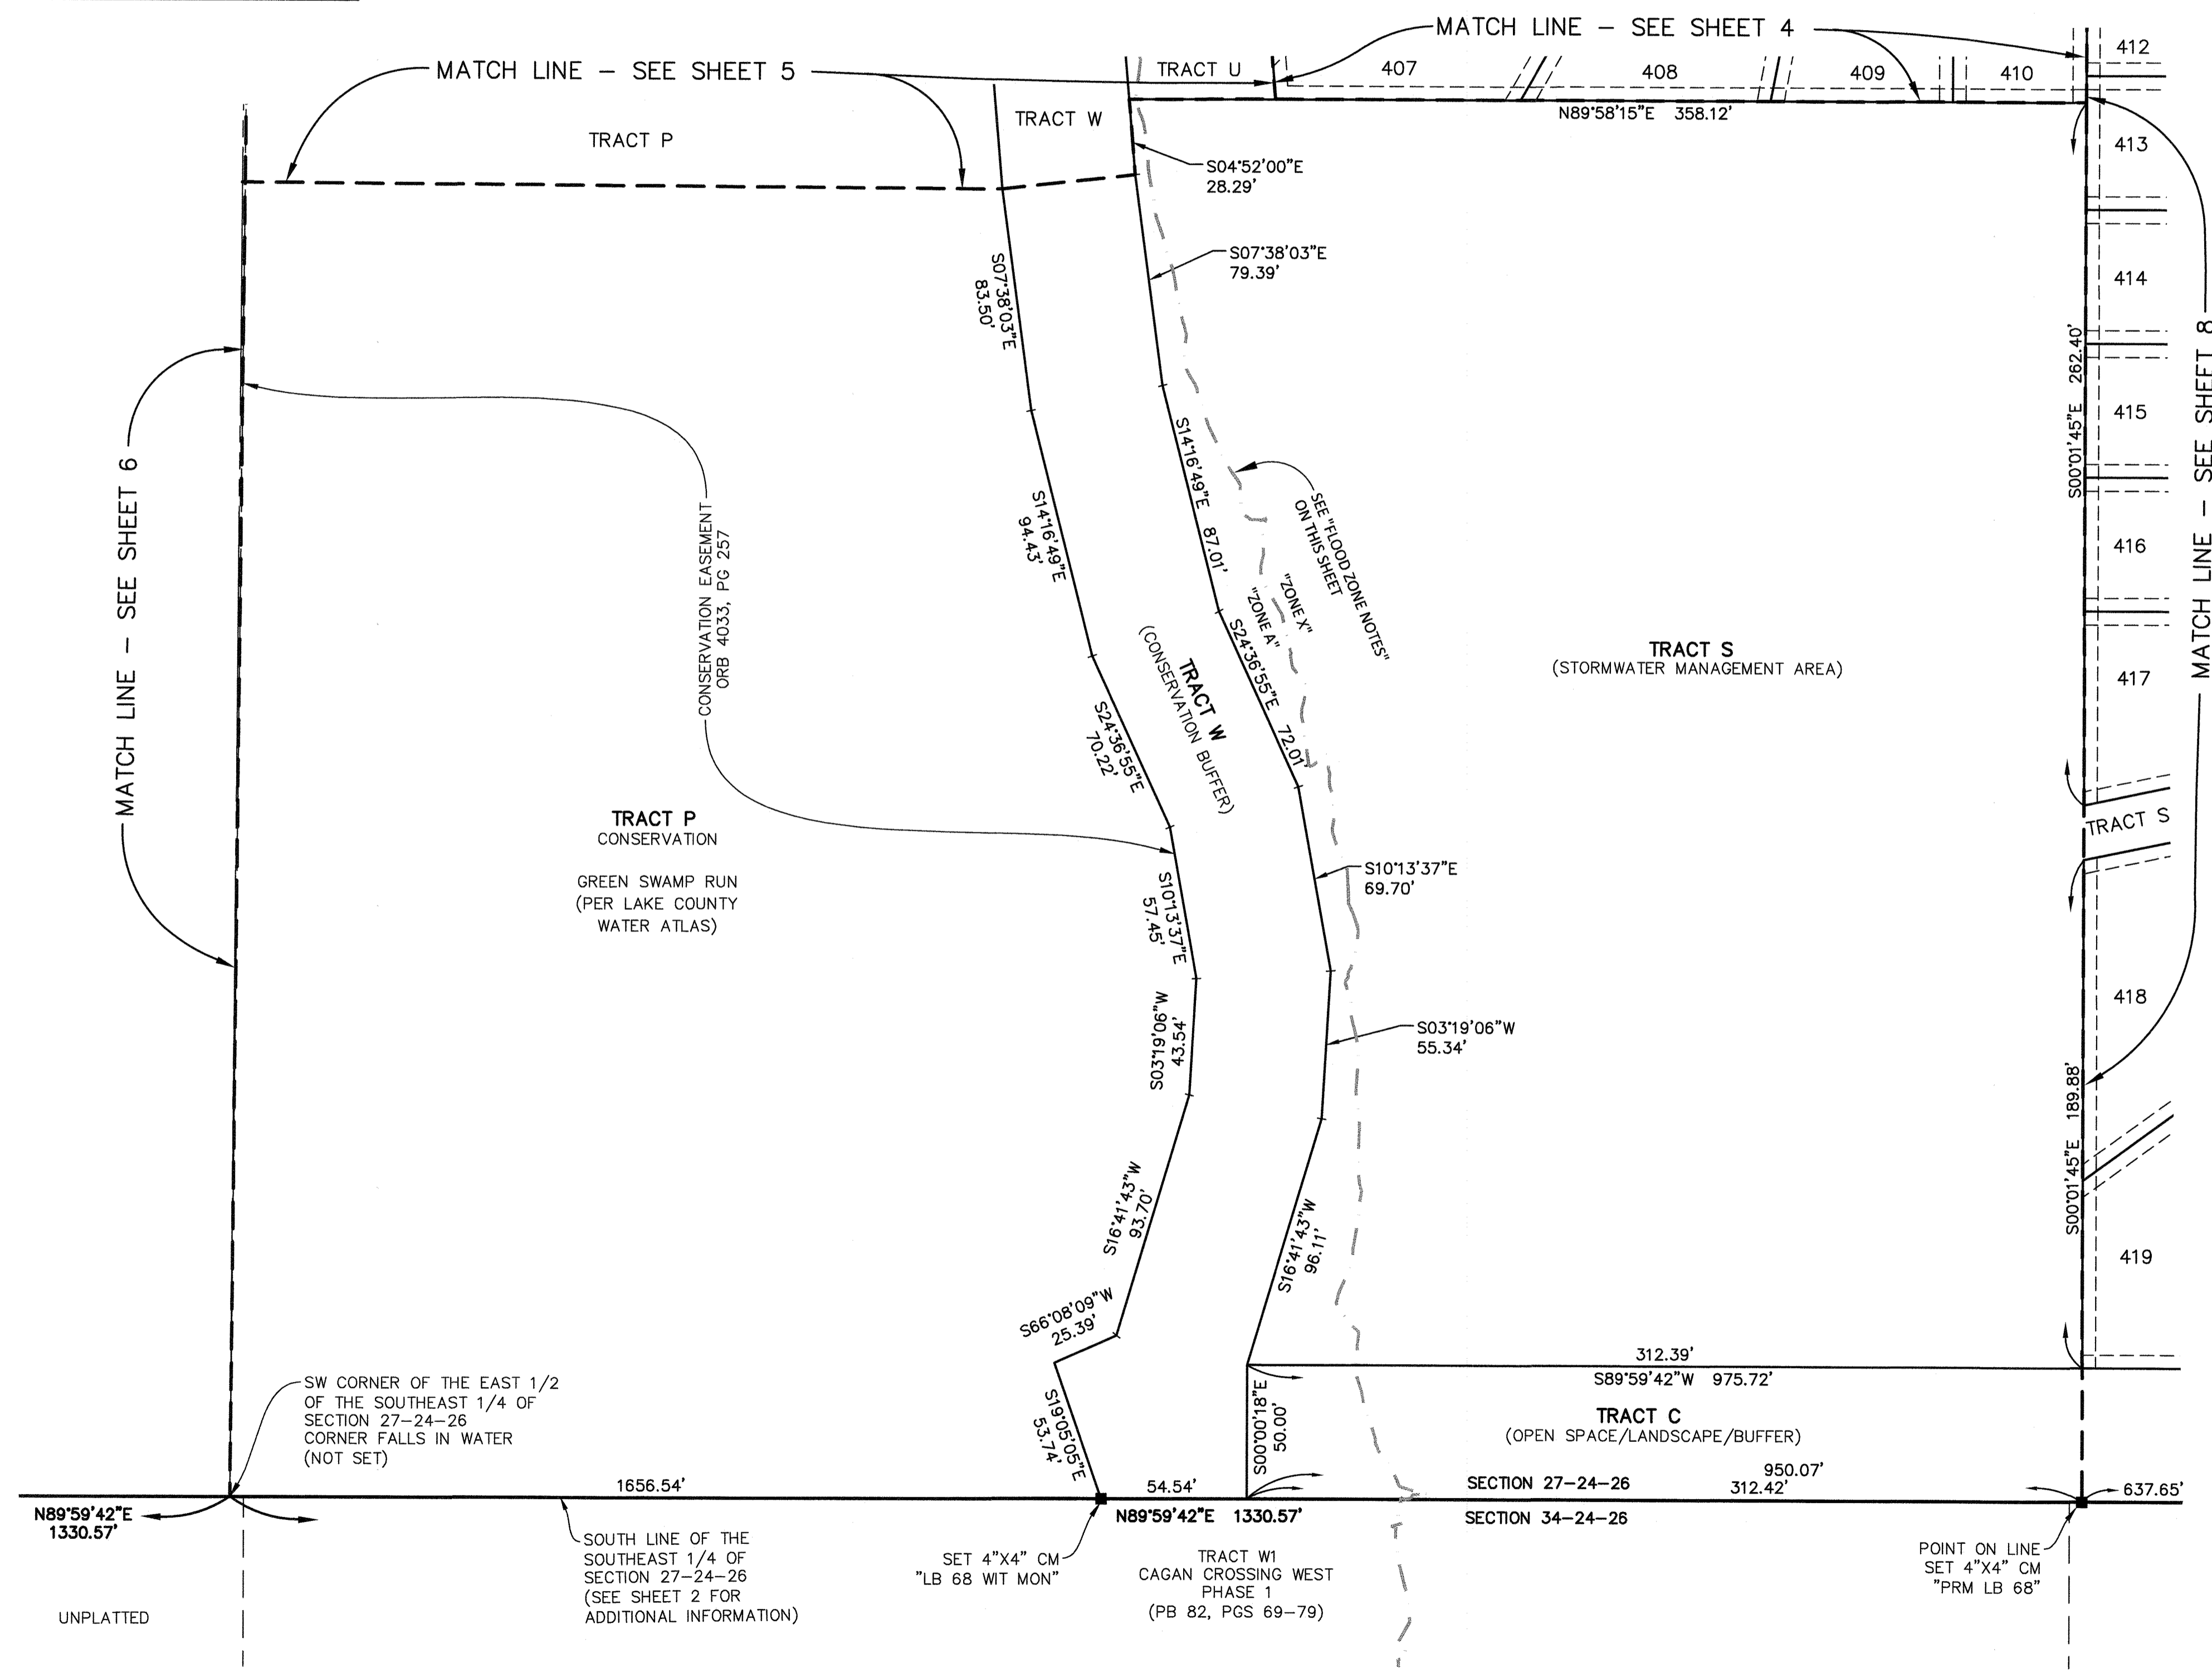 MATCH LINE – SEE SHEET 4
MATCH LINE – SEE SHEET 5
TRACT U
407
408
409
410
412
N89°58'15"E 358.12'
TRACT W
TRACT P
413
S04°52'00"E
28.29'
S07°38'03"E
79.39'
S07°38'03"E
83.50'
414
S00°01'45"E 262.40'
415
MATCH LINE – SEE SHEET 8
MATCH LINE – SEE SHEET 6
CONSERVATION EASEMENT
ORB 4033, PG 257
S14°16'49"E
94.43'
S14°16'49"E 87.01'
SEE "FLOOD ZONE NOTES"
ON THIS SHEET
"ZONE X"
"ZONE A"
416
TRACT S
(STORMWATER MANAGEMENT AREA)
417
TRACT W
(CONSERVATION BUFFER)
S24°36'55"E 72.01'
S24°36'55"E
70.22'
TRACT P
CONSERVATION
GREEN SWAMP RUN
(PER LAKE COUNTY
WATER ATLAS)
TRACT S
S10°13'37"E
69.70'
S10°13'37"E
57.45'
418
S03°19'06"W
43.54'
S03°19'06"W
55.34'
S00°01'45"E 189.88'
S16°41'43"W
93.70'
S16°41'43"W
96.11'
419
S66°08'09"W
25.39'
312.39'
S89°59'42"W 975.72'
SW CORNER OF THE EAST 1/2
OF THE SOUTHEAST 1/4 OF
SECTION 27–24–26
CORNER FALLS IN WATER
(NOT SET)
S19°05'05"E
53.74'
S00°00'18"E
50.00'
TRACT C
(OPEN SPACE/LANDSCAPE/BUFFER)
950.07'
1656.54'
54.54'
SECTION 27–24–26
312.42'
637.65'
N89°59'42"E
1330.57'
N89°59'42"E 1330.57'
SECTION 34–24–26
SOUTH LINE OF THE
SOUTHEAST 1/4 OF
SECTION 27–24–26
(SEE SHEET 2 FOR
ADDITIONAL INFORMATION)
SET 4"X4" CM
"LB 68 WIT MON"
TRACT W1
CAGAN CROSSING WEST
PHASE 1
(PB 82, PGS 69–79)
POINT ON LINE
SET 4"X4" CM
"PRM LB 68"
UNPLATTED